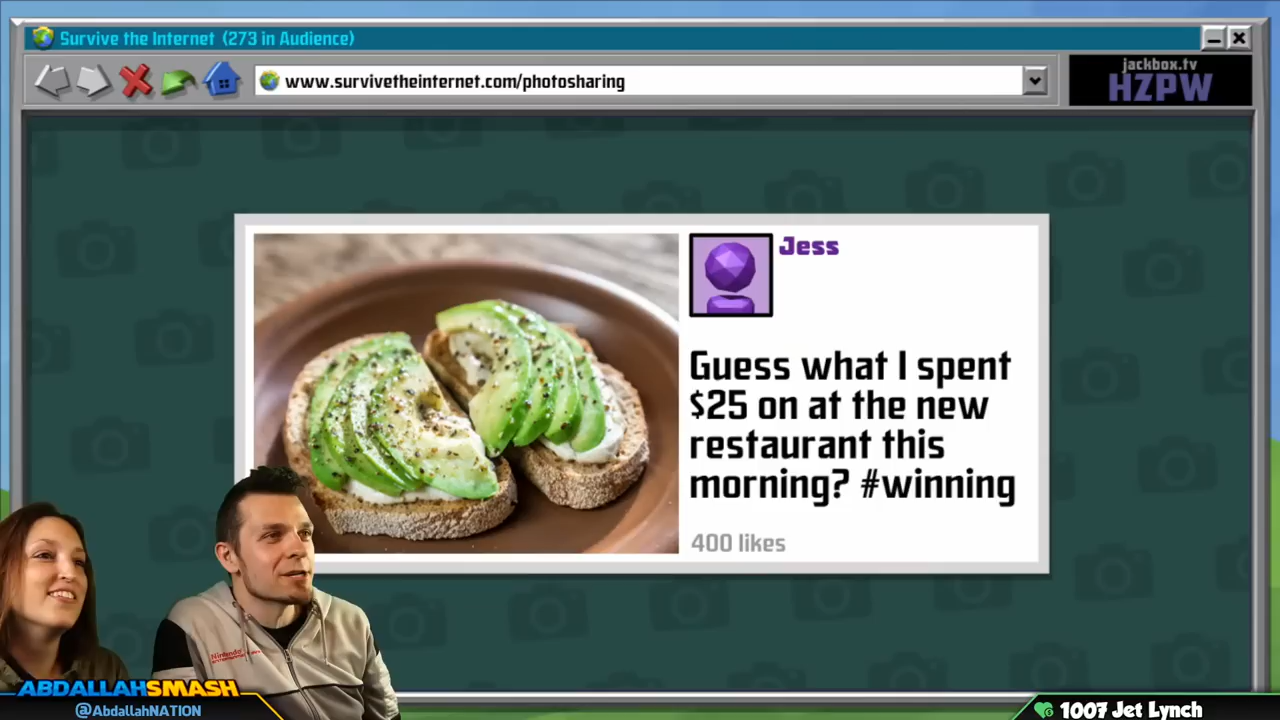 Survive the Internet (273 in Audience)
www.survivetheinternet.com/photosharing
jackbox.tv
HZPW
Jess
Guess what I spent
$25 on at the new
restaurant this
morning? #winning
400 likes
Nintendo
ABDALLAHSMASH
@AbdallahNATION
1007 Jet Lynch